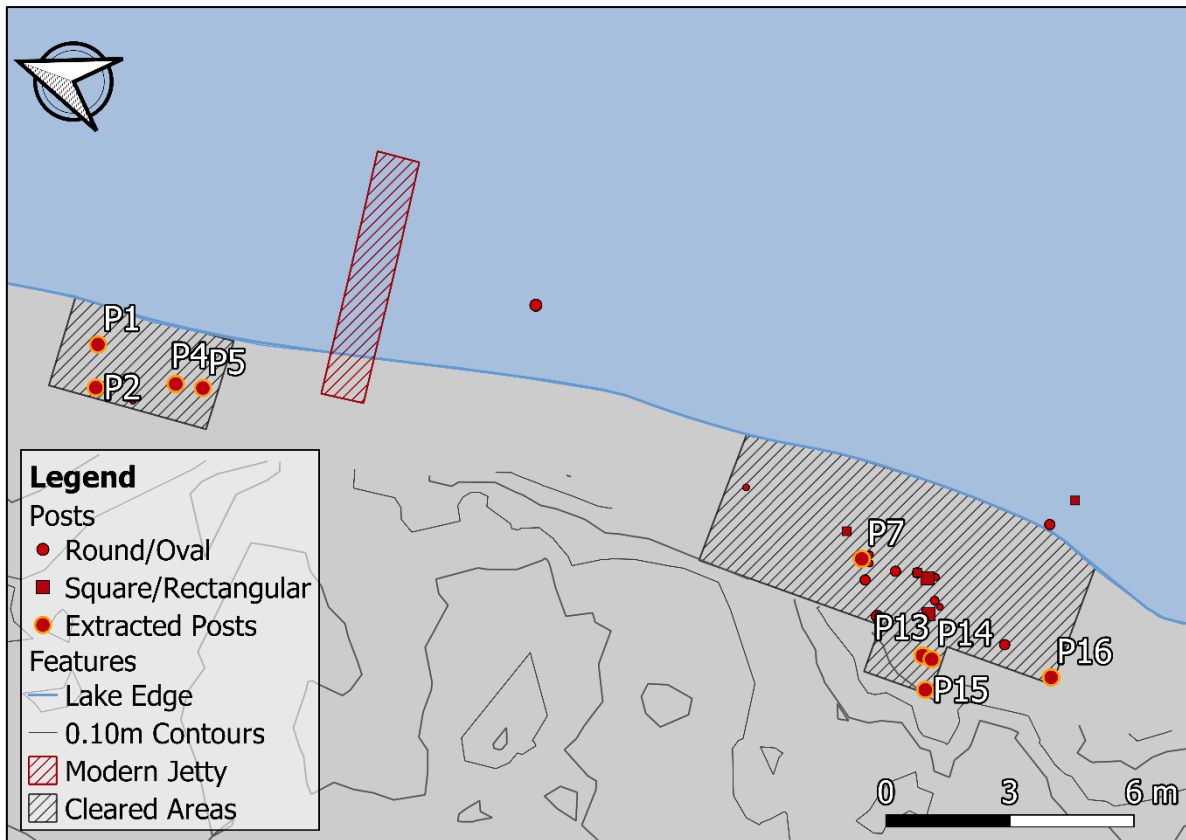 P1
P4
P5
P2
Legend
Posts
Round/Oval
Square/Rectangular
Extracted Posts
Features
Lake Edge
0.10m Contours
Modern Jetty
Cleared Areas
P7
P13
P14
P16
P15
0 3 6 m